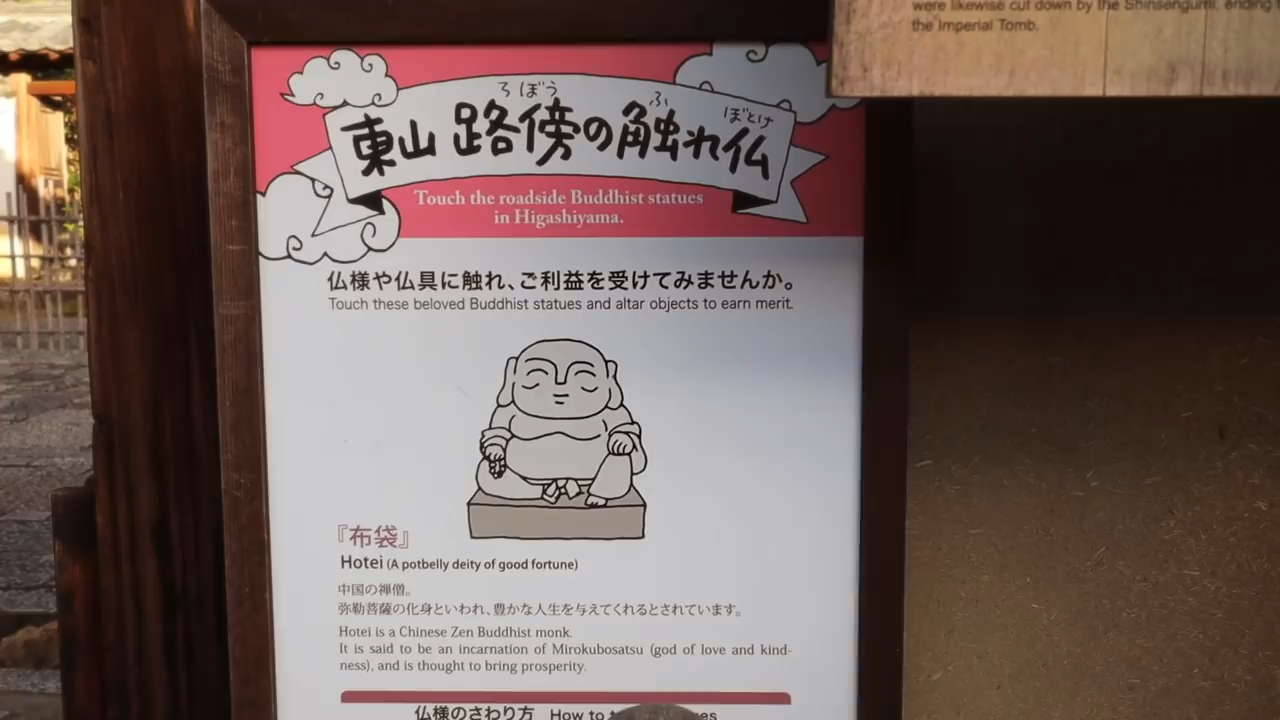 were likewise cut down by the Shinsengumi, ending
the Imperial Tomb.
ろぼう ふ ぼとけ
東山 路傍の触れ仏
Touch the roadside Buddhist statues
in Higashiyama.
仏様や仏具に触れ、ご利益を受けてみませんか。
Touch these beloved Buddhist statues and altar objects to earn merit.
『布袋』
Hotei (A potbelly deity of good fortune)
中国の禅僧。
弥勒菩薩の化身といわれ、豊かな人生を与えてくれるとされています。
Hotei is a Chinese Zen Buddhist monk.
It is said to be an incarnation of Mirokubosatsu (god of love and kind-
ness), and is thought to bring prosperity.
仏様のさわり方 How to